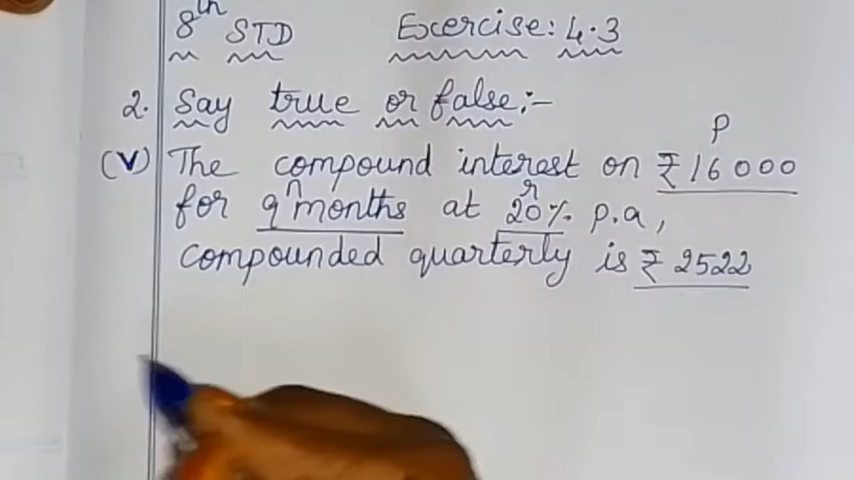 8th STD Exercise: 4.3
2. Say true or false:-
P
(v) The compound interest on ₹16000
n r
for 9 months at 20% p.a,
compounded quarterly is ₹ 2522